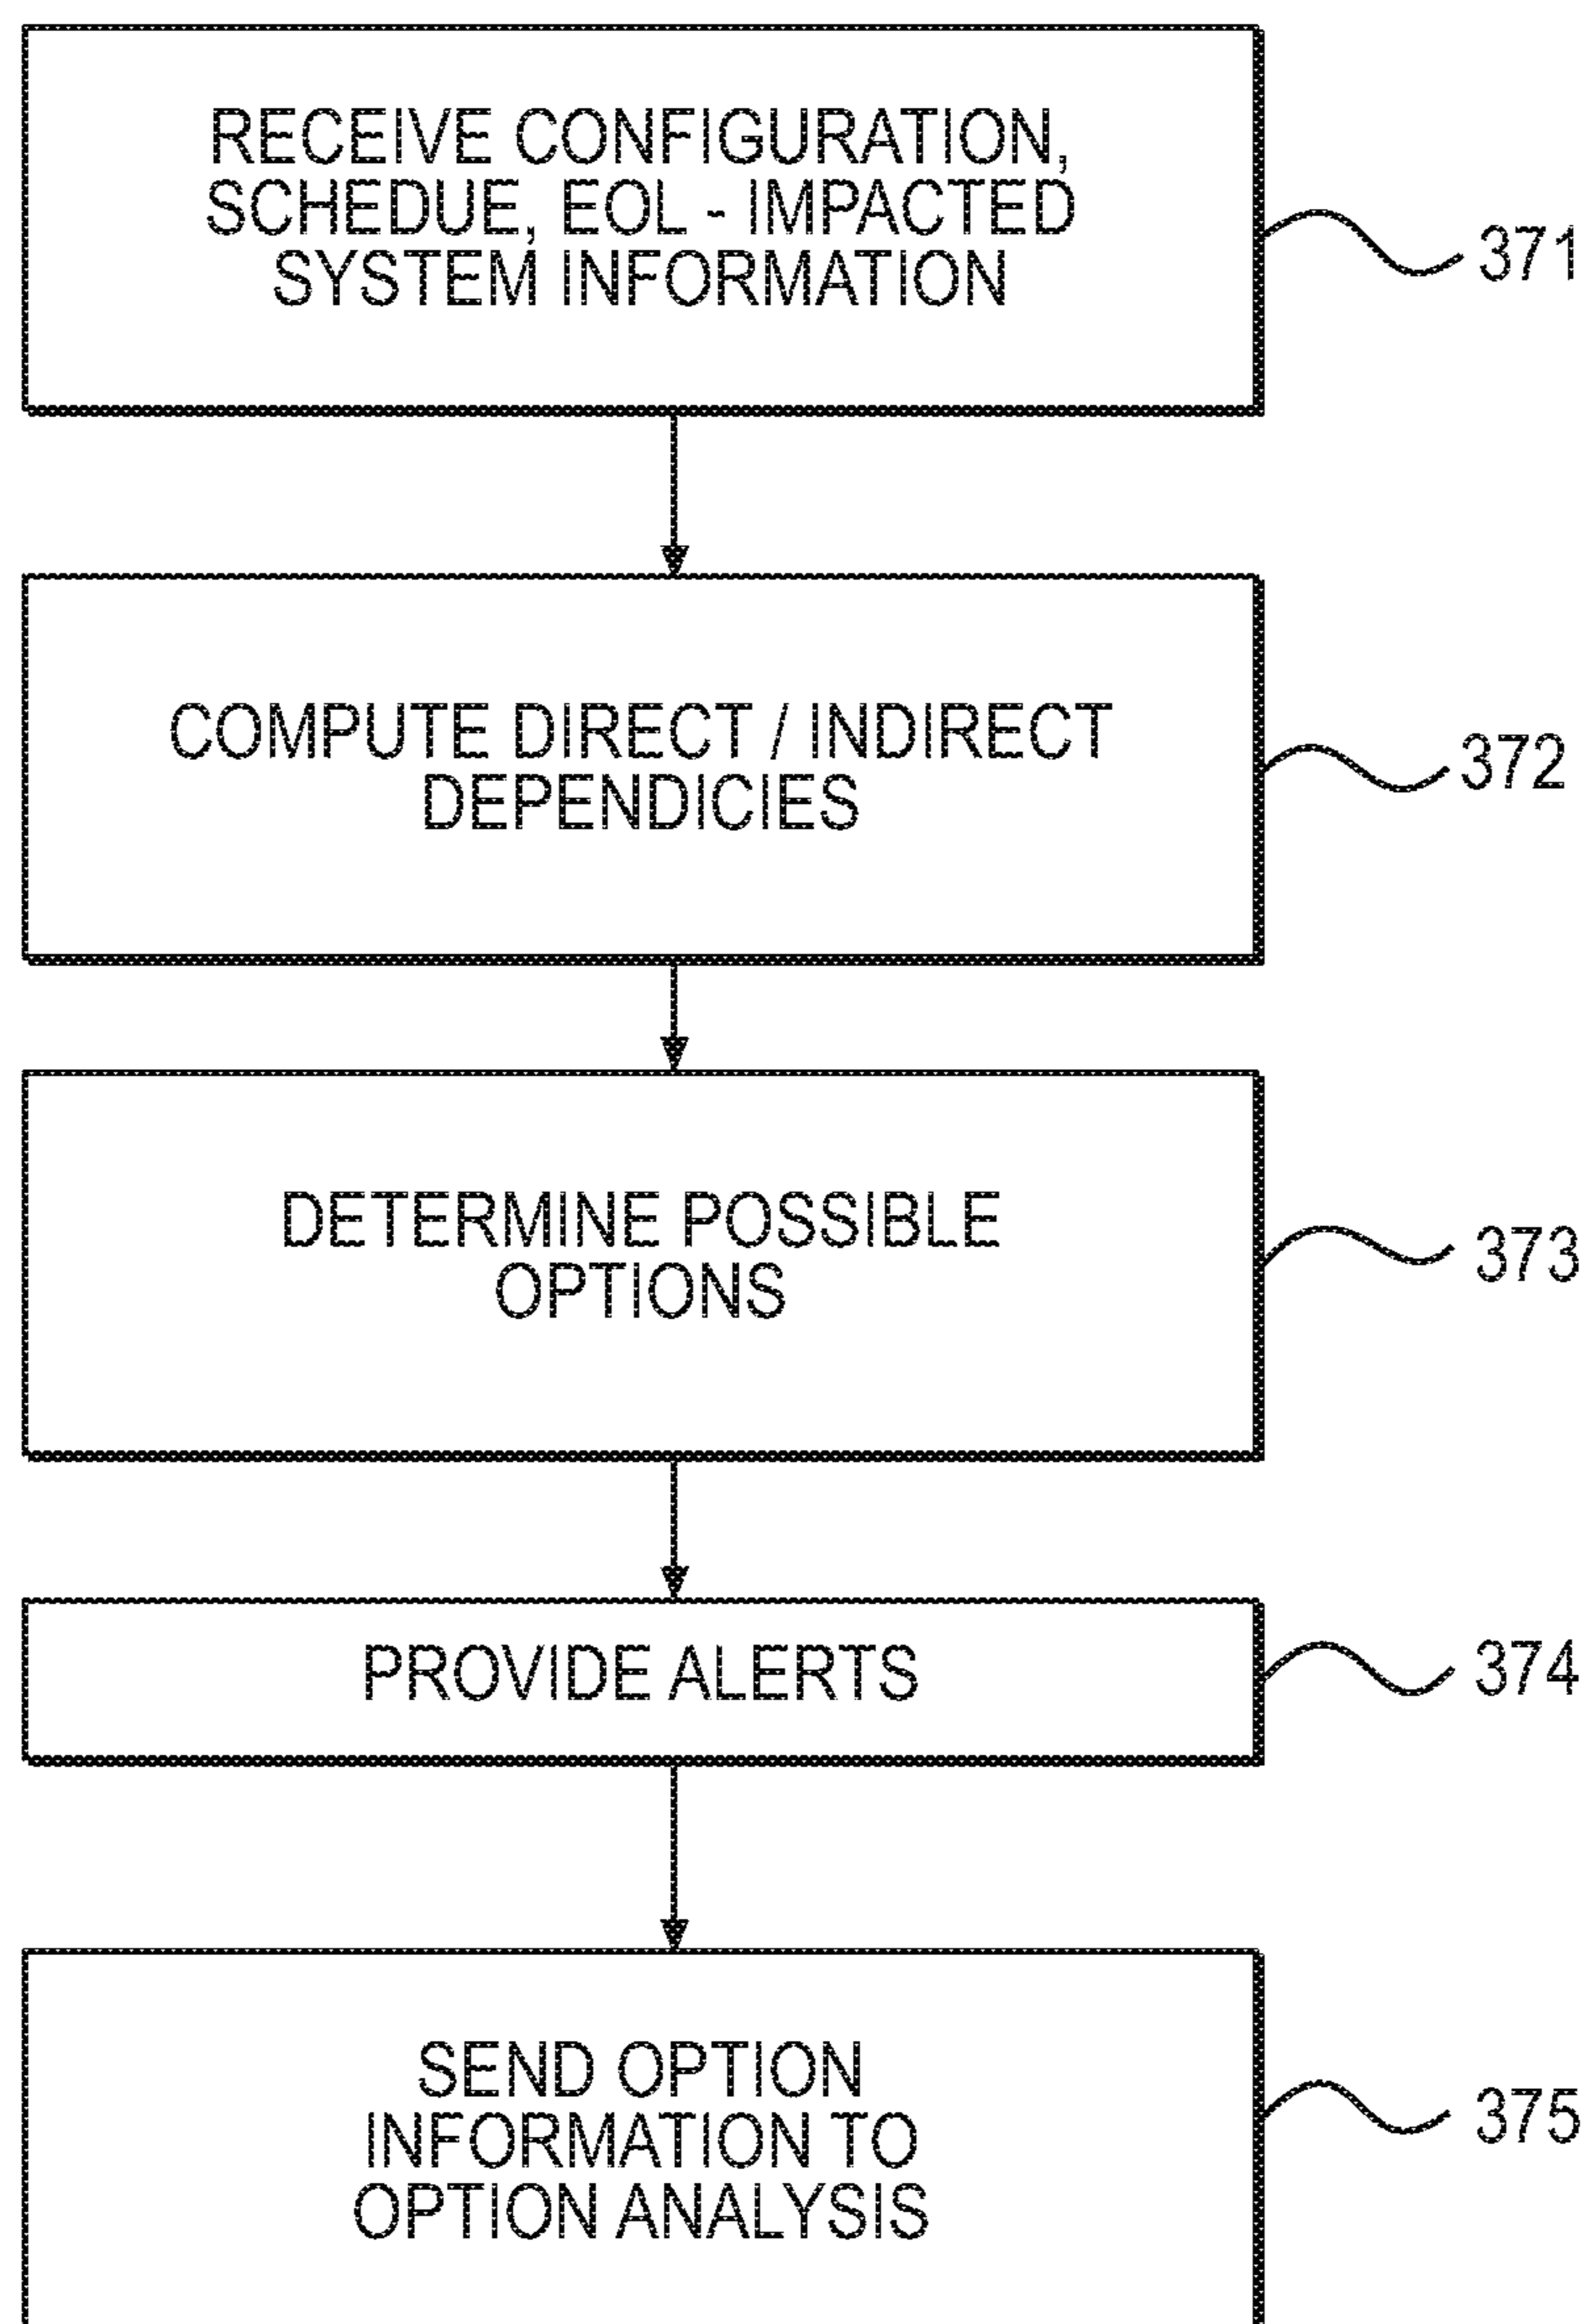 RECEIVE CONFIGURATION,
SCHEDUE, EOL - IMPACTED
SYSTEM INFORMATION
371
COMPUTE DIRECT / INDIRECT
DEPENDICIES
372
DETERMINE POSSIBLE
OPTIONS
373
PROVIDE ALERTS
374
SEND OPTION
INFORMATION TO
OPTION ANALYSIS
375